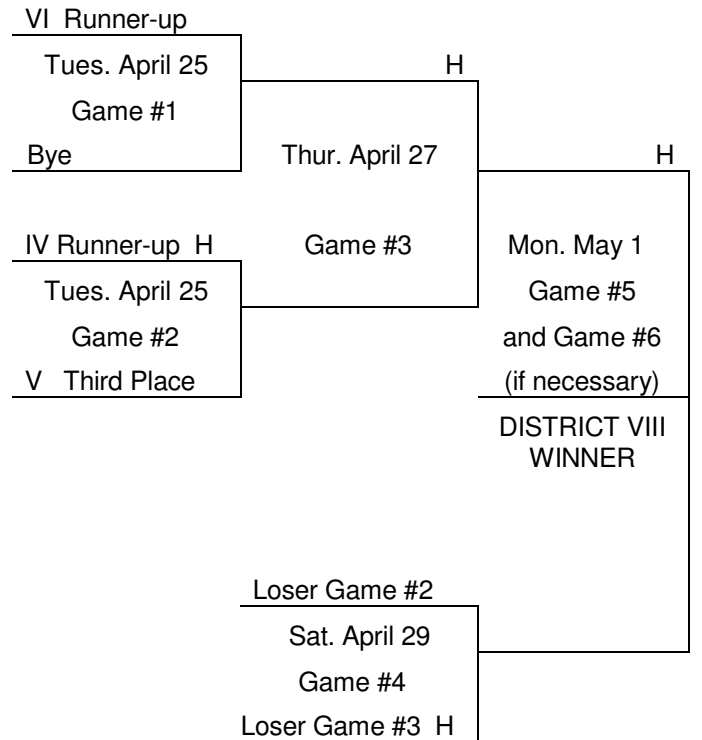 VI Runner-up
Tues. April 25
Game #1
Bye
H
Thur. April 27
Game #3
H
IV Runner-up H
Tues. April 25
Game #2
V Third Place
Mon. May 1
Game #5
and Game #6
(if necessary)
DISTRICT VIII
WINNER
Loser Game #2
Sat. April 29
Game #4
Loser Game #3 H